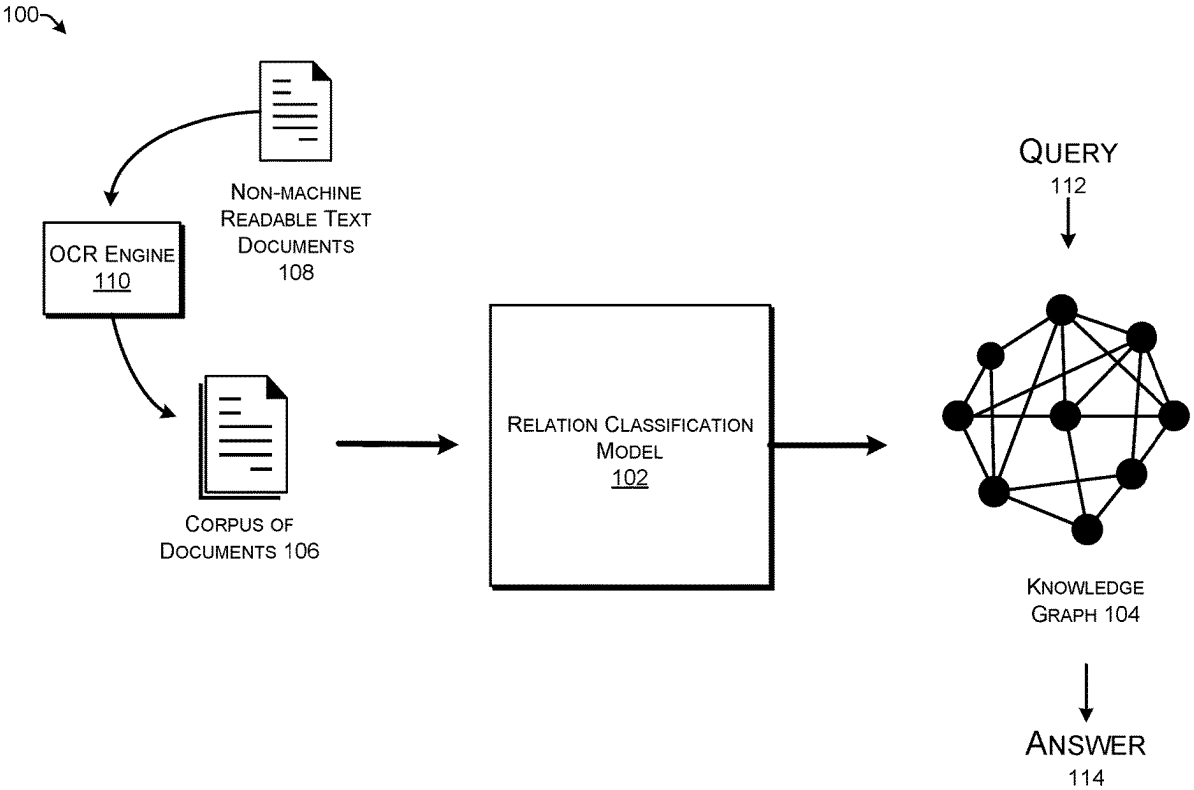 100
NON-MACHINE
READABLE TEXT
DOCUMENTS
108
OCR ENGINE
110
CORPUS OF
DOCUMENTS 106
RELATION CLASSIFICATION
MODEL
102
QUERY
112
KNOWLEDGE
GRAPH 104
ANSWER
114